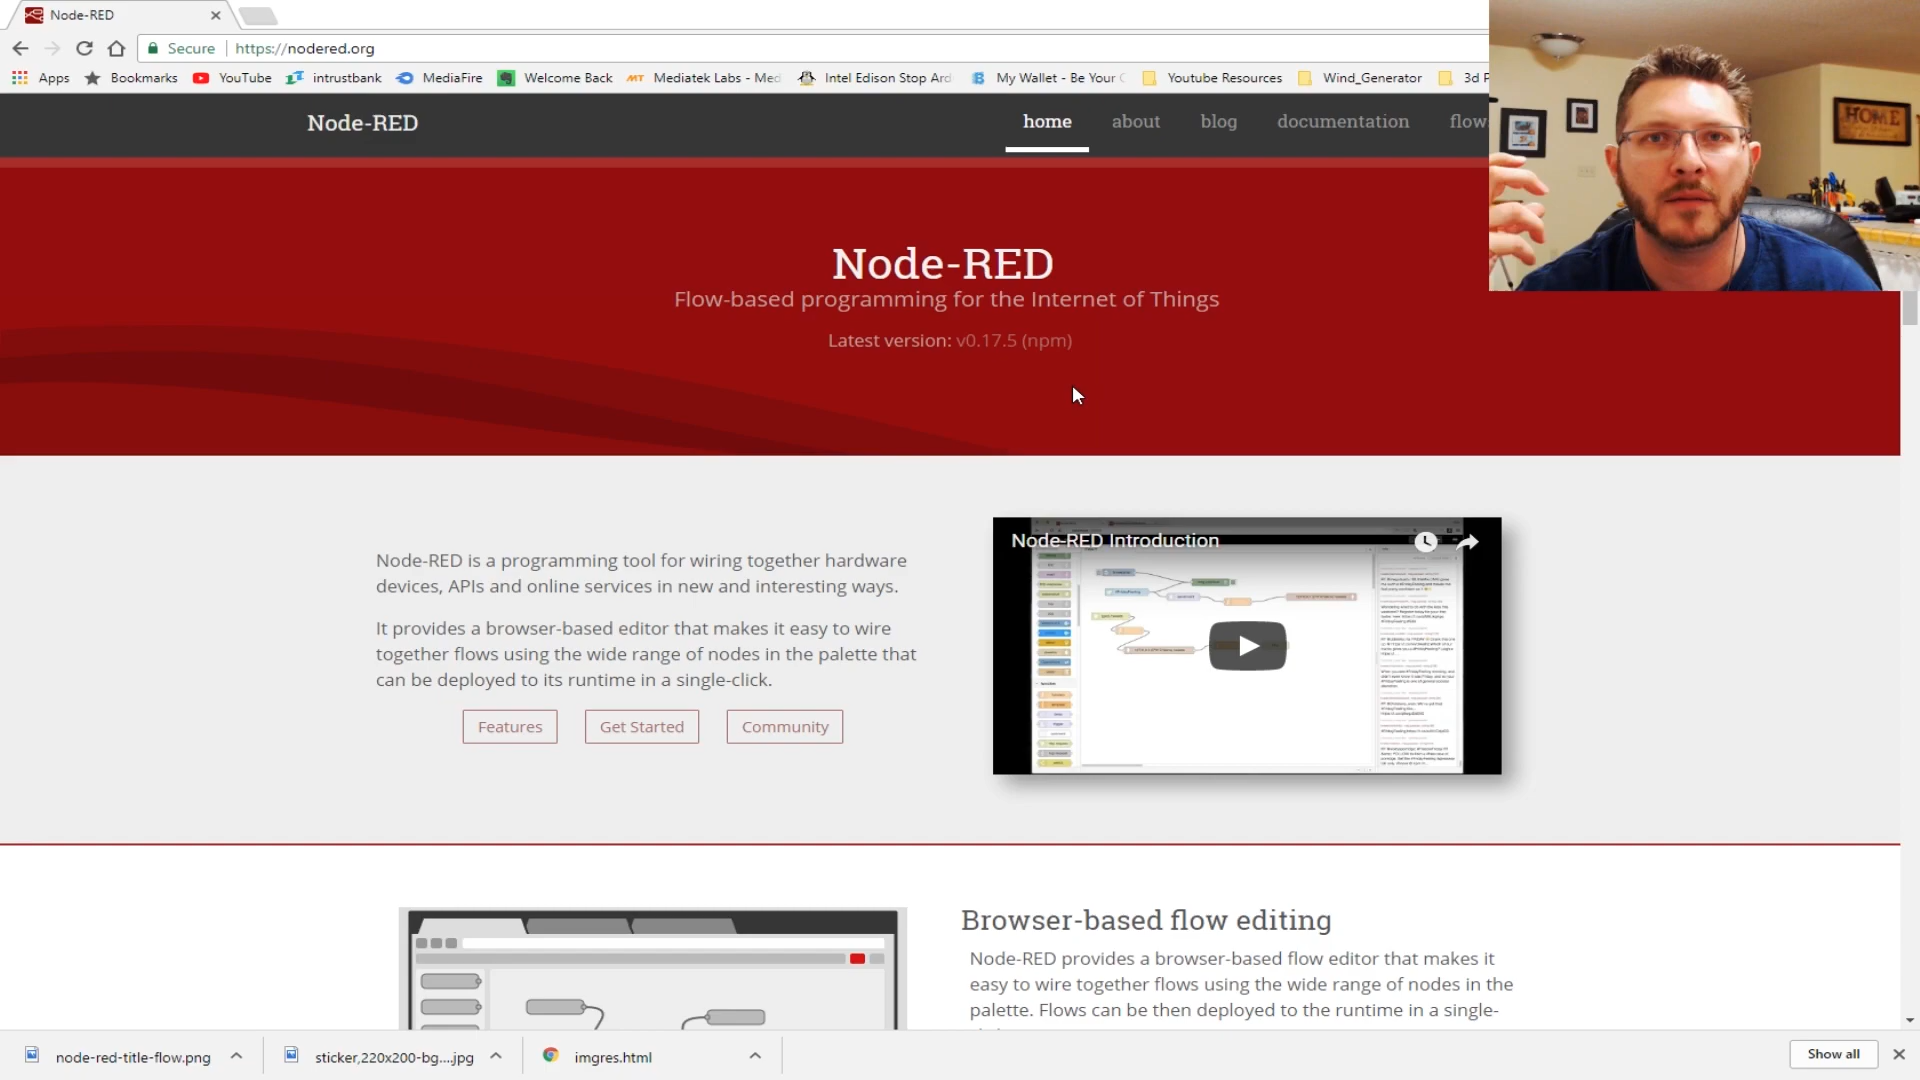 Node-RED
Secure https://nodered.org
Apps Bookmarks YouTube intrustbank MediaFire Welcome Back Mediatek Labs - Med Intel Edison Stop Ard My Wallet - Be Your Youtube Resources Wind_Generator 3d P
Node-RED home about blog documentation flow
HOME
Node-RED
Flow-based programming for the Internet of Things
Latest version: v0.17.5 (npm)
Node-RED Introduction
Node-RED is a programming tool for wiring together hardware
devices, APIs and online services in new and interesting ways.
It provides a browser-based editor that makes it easy to wire
together flows using the wide range of nodes in the palette that
can be deployed to its runtime in a single-click.
Features Get Started Community
Browser-based flow editing
Node-RED provides a browser-based flow editor that makes it
easy to wire together flows using the wide range of nodes in the
palette. Flows can be then deployed to the runtime in a single-
node-red-title-flow.png sticker,220x200-bg....jpg imgres.html Show all